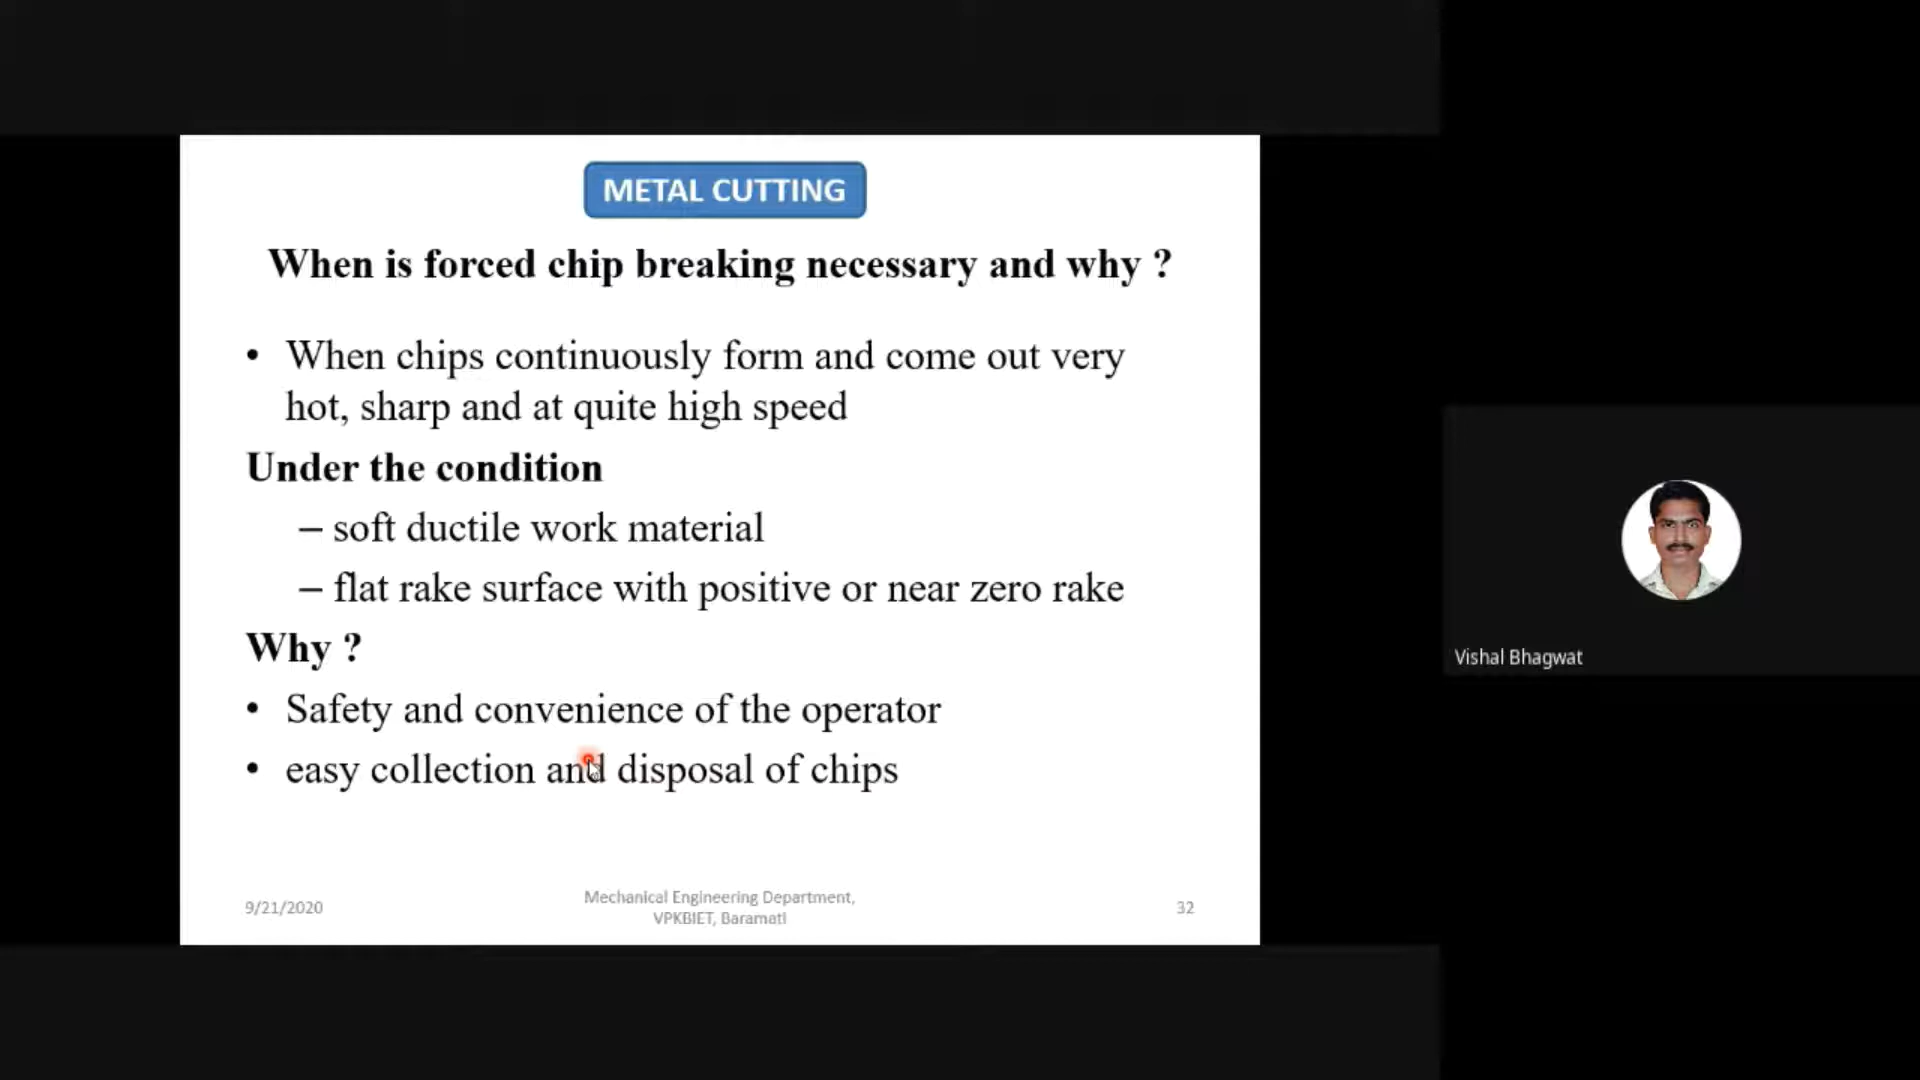 METAL CUTTING
When is forced chip breaking necessary and why ?
• When chips continuously form and come out very
hot, sharp and at quite high speed
Under the condition
– soft ductile work material
– flat rake surface with positive or near zero rake
Why ?
• Safety and convenience of the operator
• easy collection and disposal of chips
9/21/2020
Mechanical Engineering Department,
VPKBIET, Baramati
32
Vishal Bhagwat